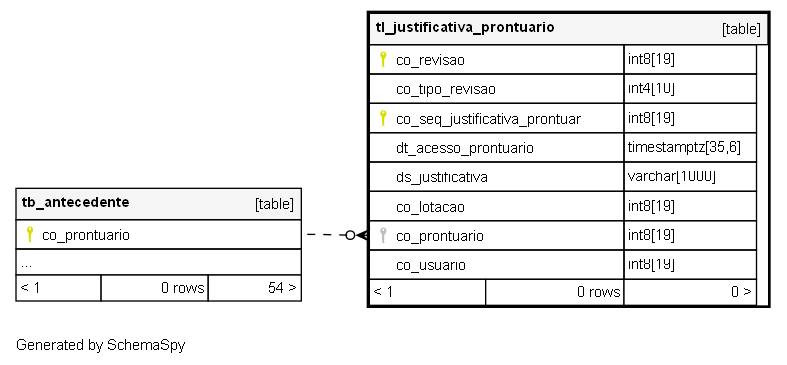 tl_justificativa_prontuario [table]
co_revisao int8[19]
co_tipo_revisao int4[10]
co_seq_justificativa_prontuar int8[19]
dt_acesso_prontuario timestamptz[35,6]
ds_justificativa varchar[1000]
co_lotacao int8[19]
co_prontuario int8[19]
co_usuario int8[19]
< 1 0 rows 0 >
tb_antecedente [table]
co_prontuario
...
< 1 0 rows 54 >
Generated by SchemaSpy